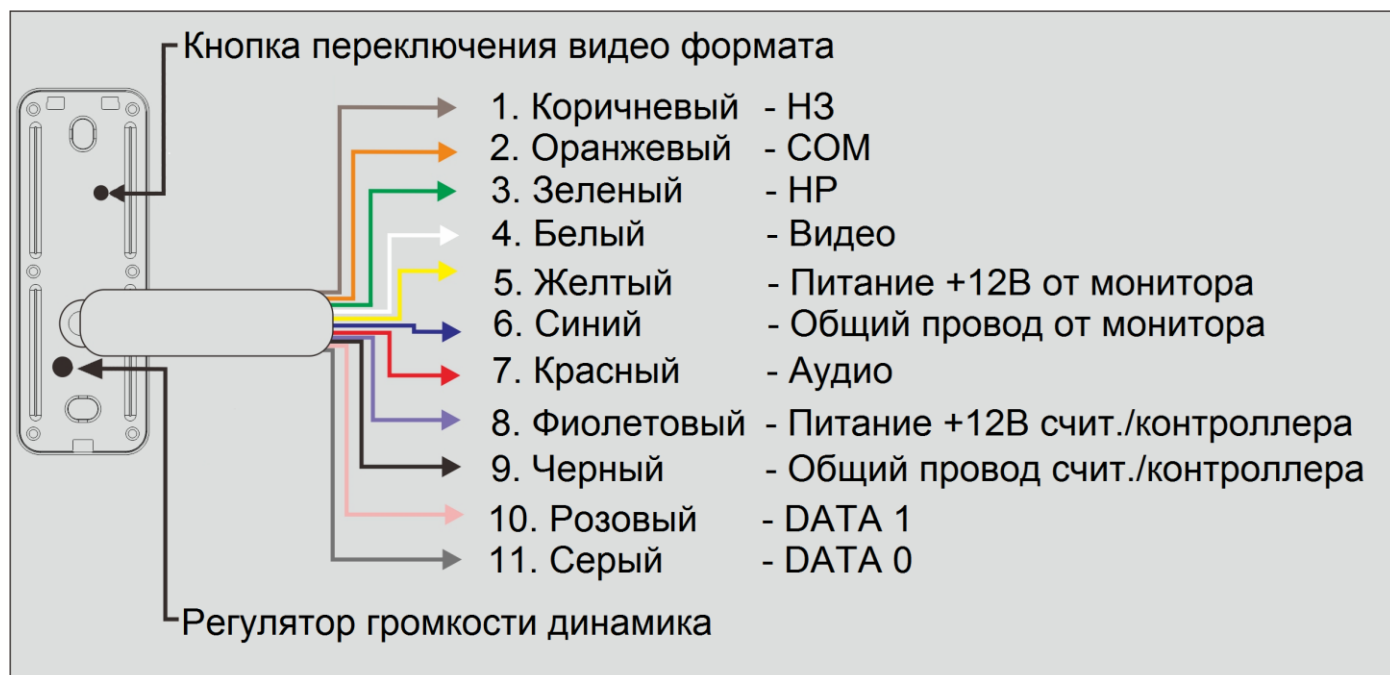 Кнопка переключения видео формата
1. Коричневый - НЗ
2. Оранжевый - COM
3. Зеленый - НР
4. Белый - Видео
5. Желтый - Питание +12В от монитора
6. Синий - Общий провод от монитора
7. Красный - Аудио
8. Фиолетовый - Питание +12В счит./контроллера
9. Черный - Общий провод счит./контроллера
10. Розовый - DATA 1
11. Серый - DATA 0
Регулятор громкости динамика